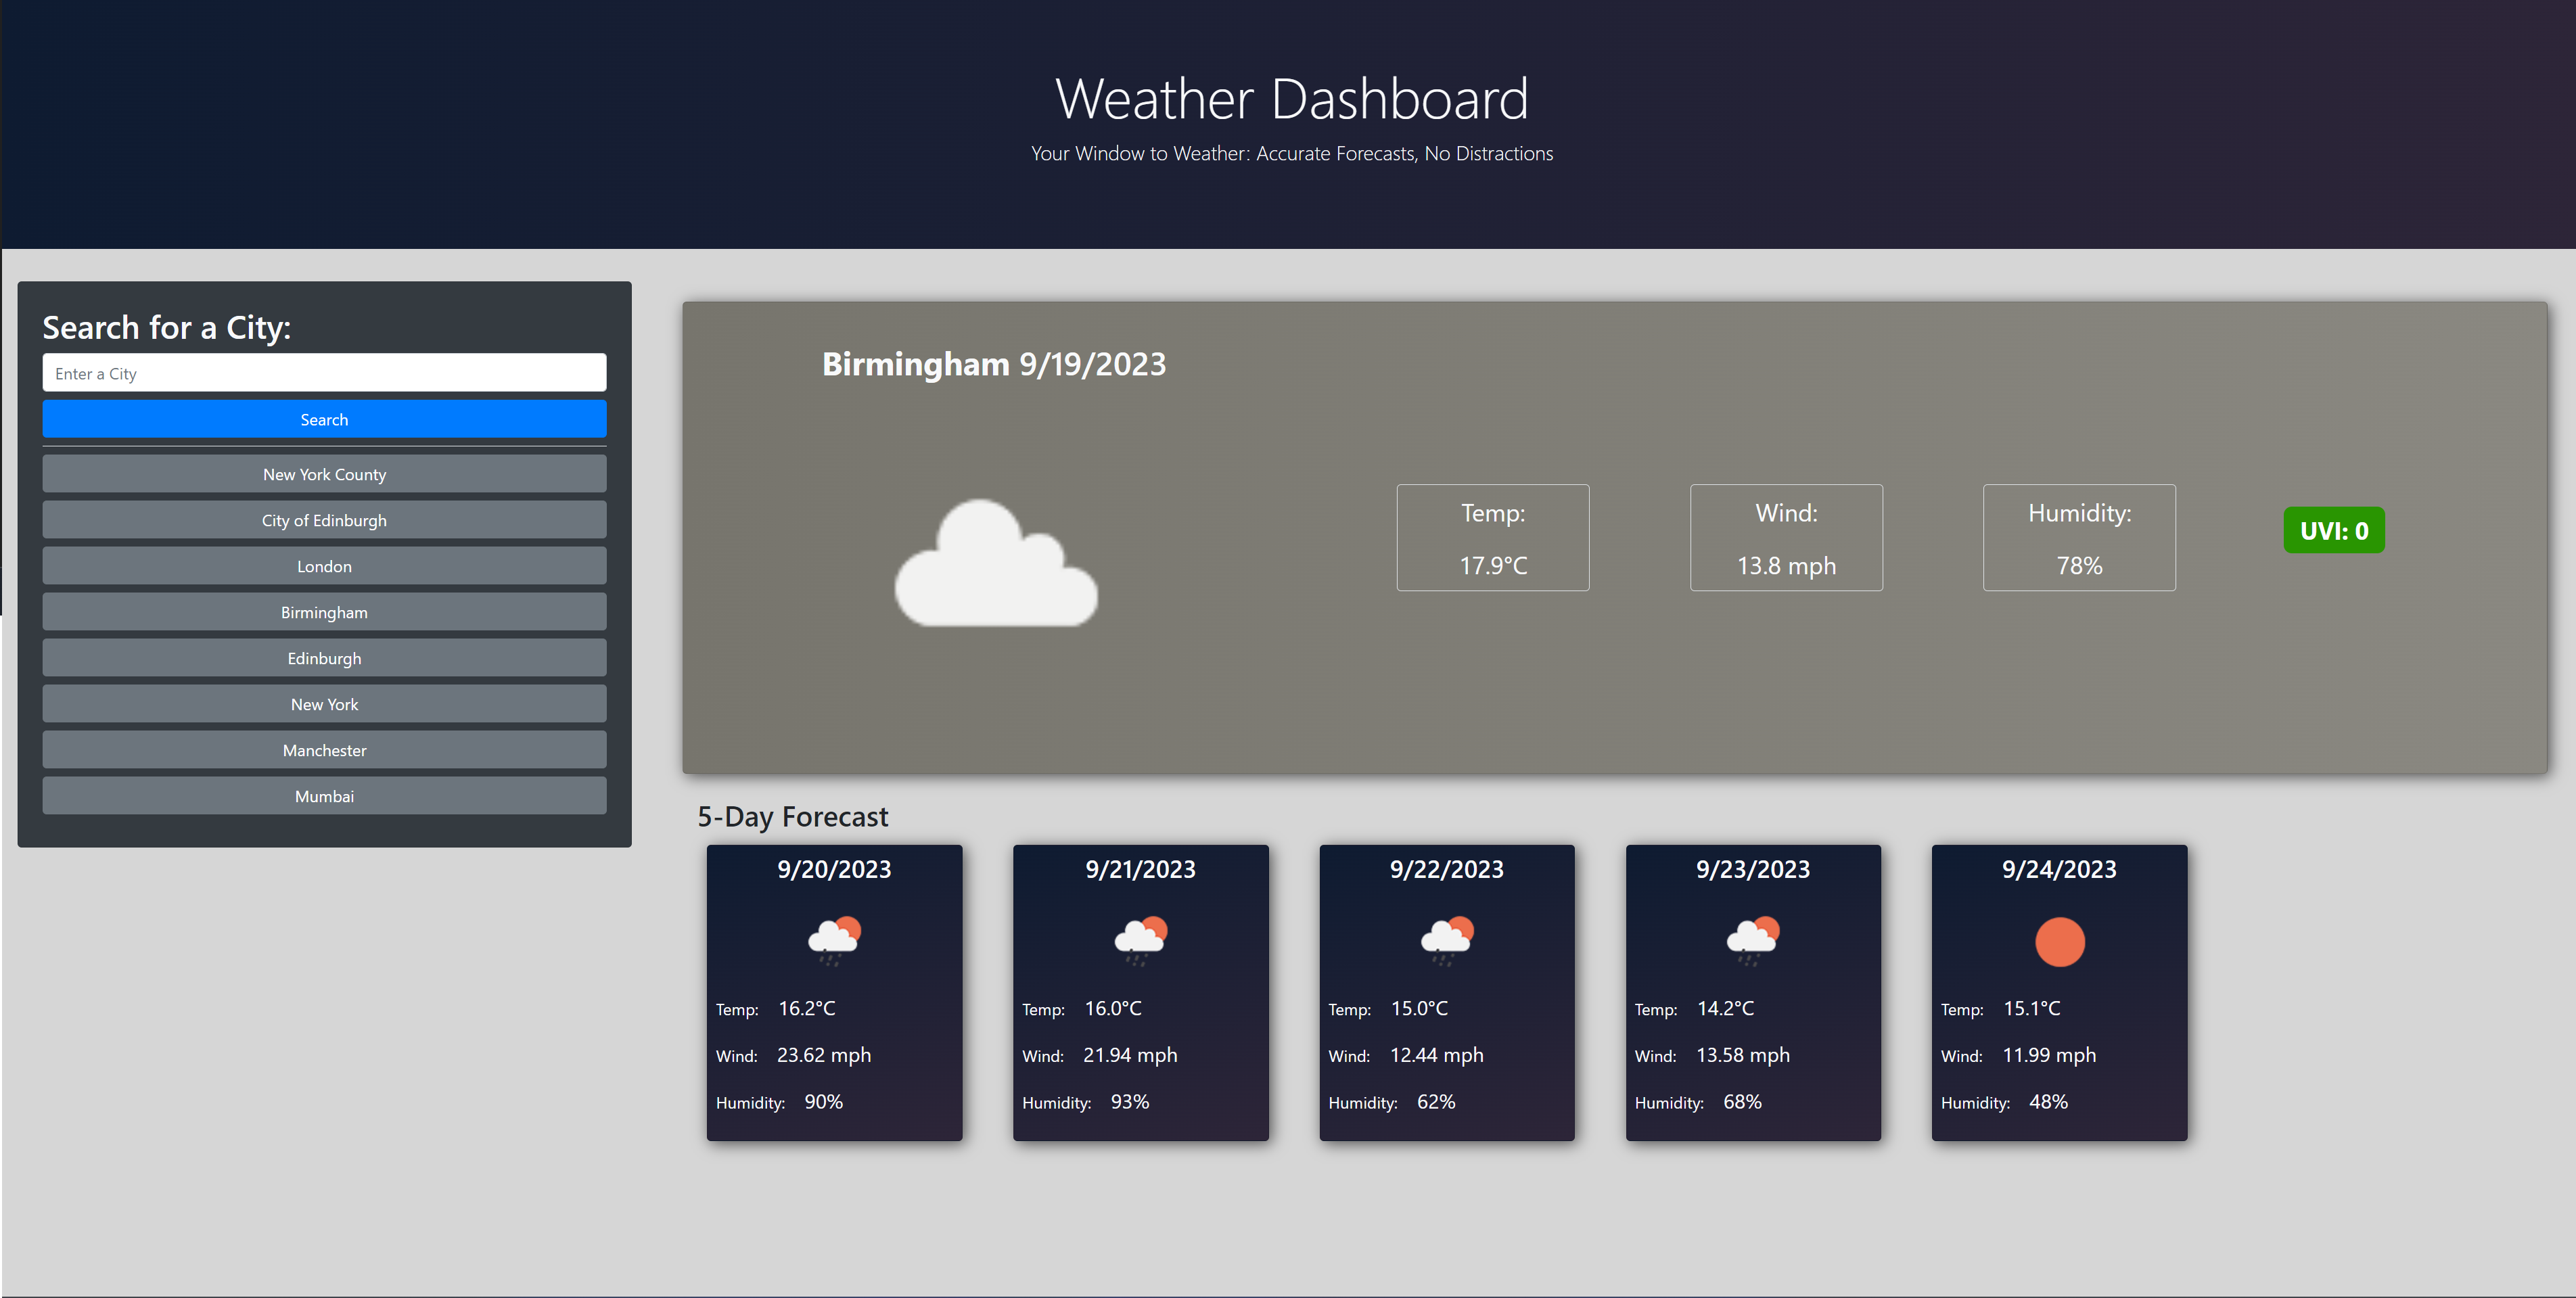 Weather Dashboard
Your Window to Weather: Accurate Forecasts, No Distractions
Search for a City:
Enter a City
Search
New York County
City of Edinburgh
London
Birmingham
Edinburgh
New York
Manchester
Mumbai
Birmingham 9/19/2023
Temp:
17.9°C
Wind:
13.8 mph
Humidity:
78%
UVI: 0
5-Day Forecast
9/20/2023
Temp: 16.2°C
Wind: 23.62 mph
Humidity: 90%
9/21/2023
Temp: 16.0°C
Wind: 21.94 mph
Humidity: 93%
9/22/2023
Temp: 15.0°C
Wind: 12.44 mph
Humidity: 62%
9/23/2023
Temp: 14.2°C
Wind: 13.58 mph
Humidity: 68%
9/24/2023
Temp: 15.1°C
Wind: 11.99 mph
Humidity: 48%